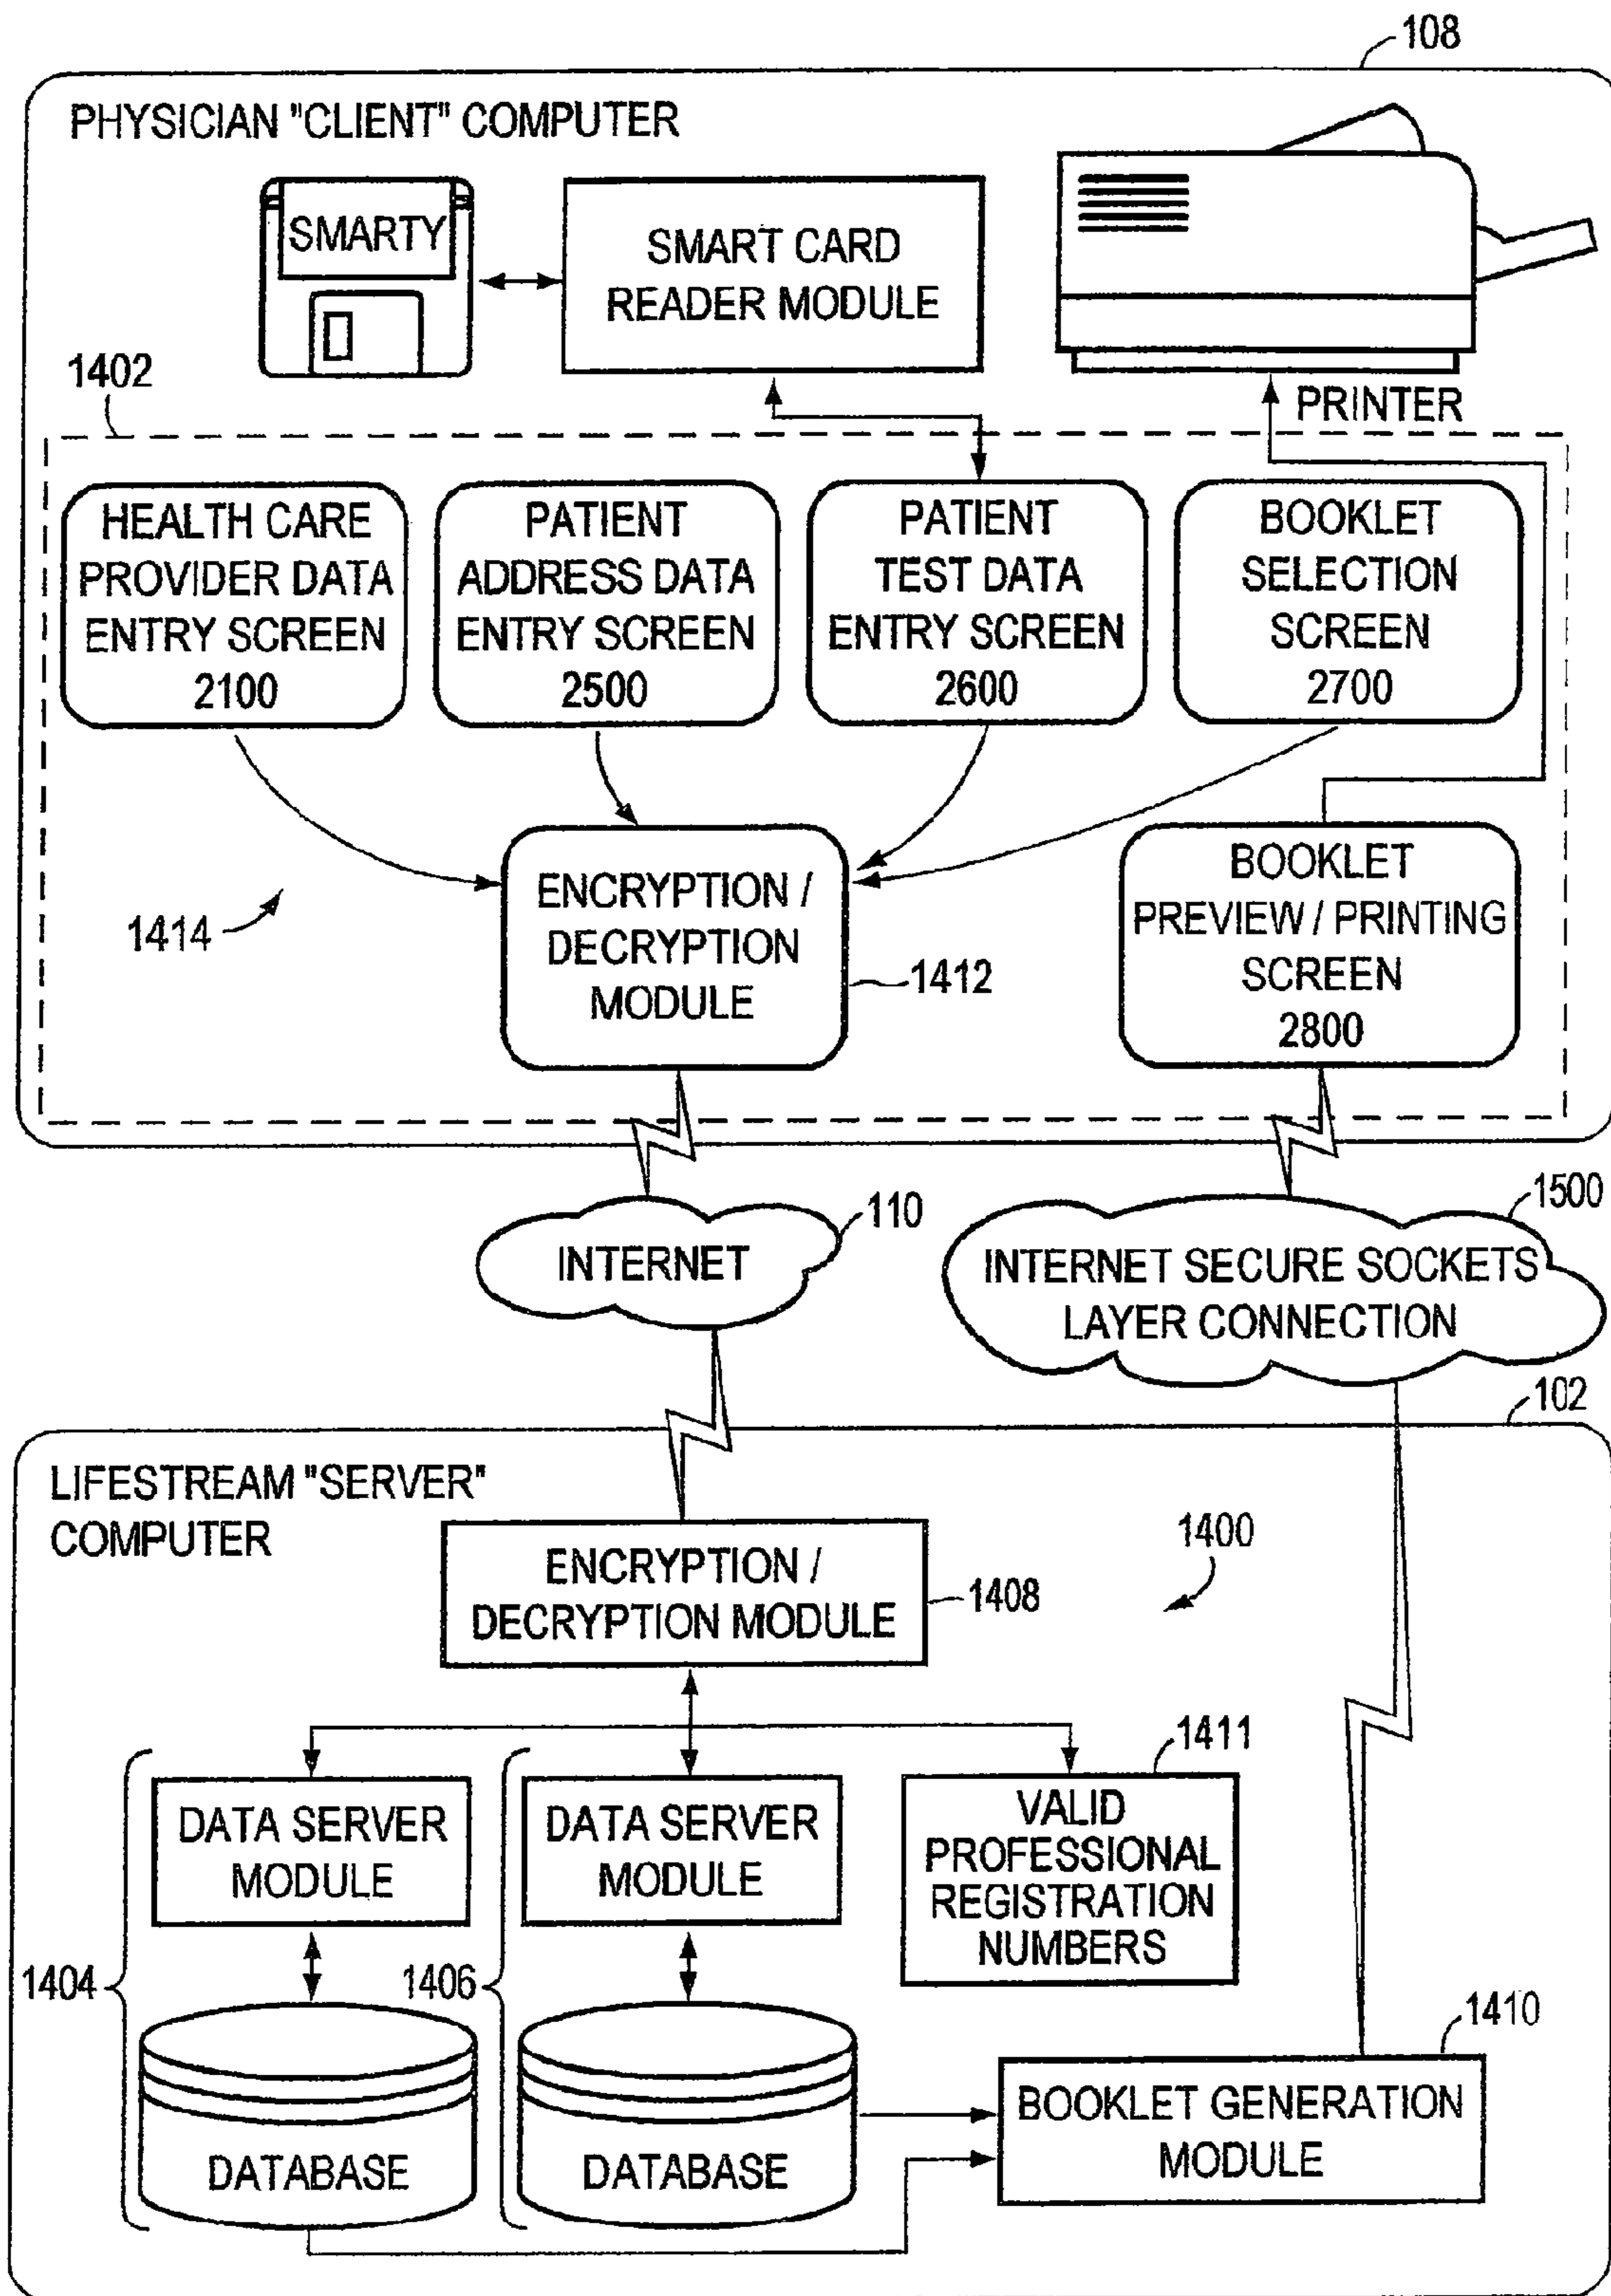 108
PHYSICIAN "CLIENT" COMPUTER
SMARTY
SMART CARD
READER MODULE
PRINTER
1402
HEALTH CARE
PROVIDER DATA
ENTRY SCREEN
2100
PATIENT
ADDRESS DATA
ENTRY SCREEN
2500
PATIENT
TEST DATA
ENTRY SCREEN
2600
BOOKLET
SELECTION
SCREEN
2700
1414
ENCRYPTION /
DECRYPTION
MODULE
1412
BOOKLET
PREVIEW / PRINTING
SCREEN
2800
110
INTERNET
1500
INTERNET SECURE SOCKETS
LAYER CONNECTION
102
LIFESTREAM "SERVER"
COMPUTER
1400
ENCRYPTION /
DECRYPTION MODULE
1408
1404
DATA SERVER
MODULE
DATABASE
1406
DATA SERVER
MODULE
DATABASE
1411
VALID
PROFESSIONAL
REGISTRATION
NUMBERS
1410
BOOKLET GENERATION
MODULE